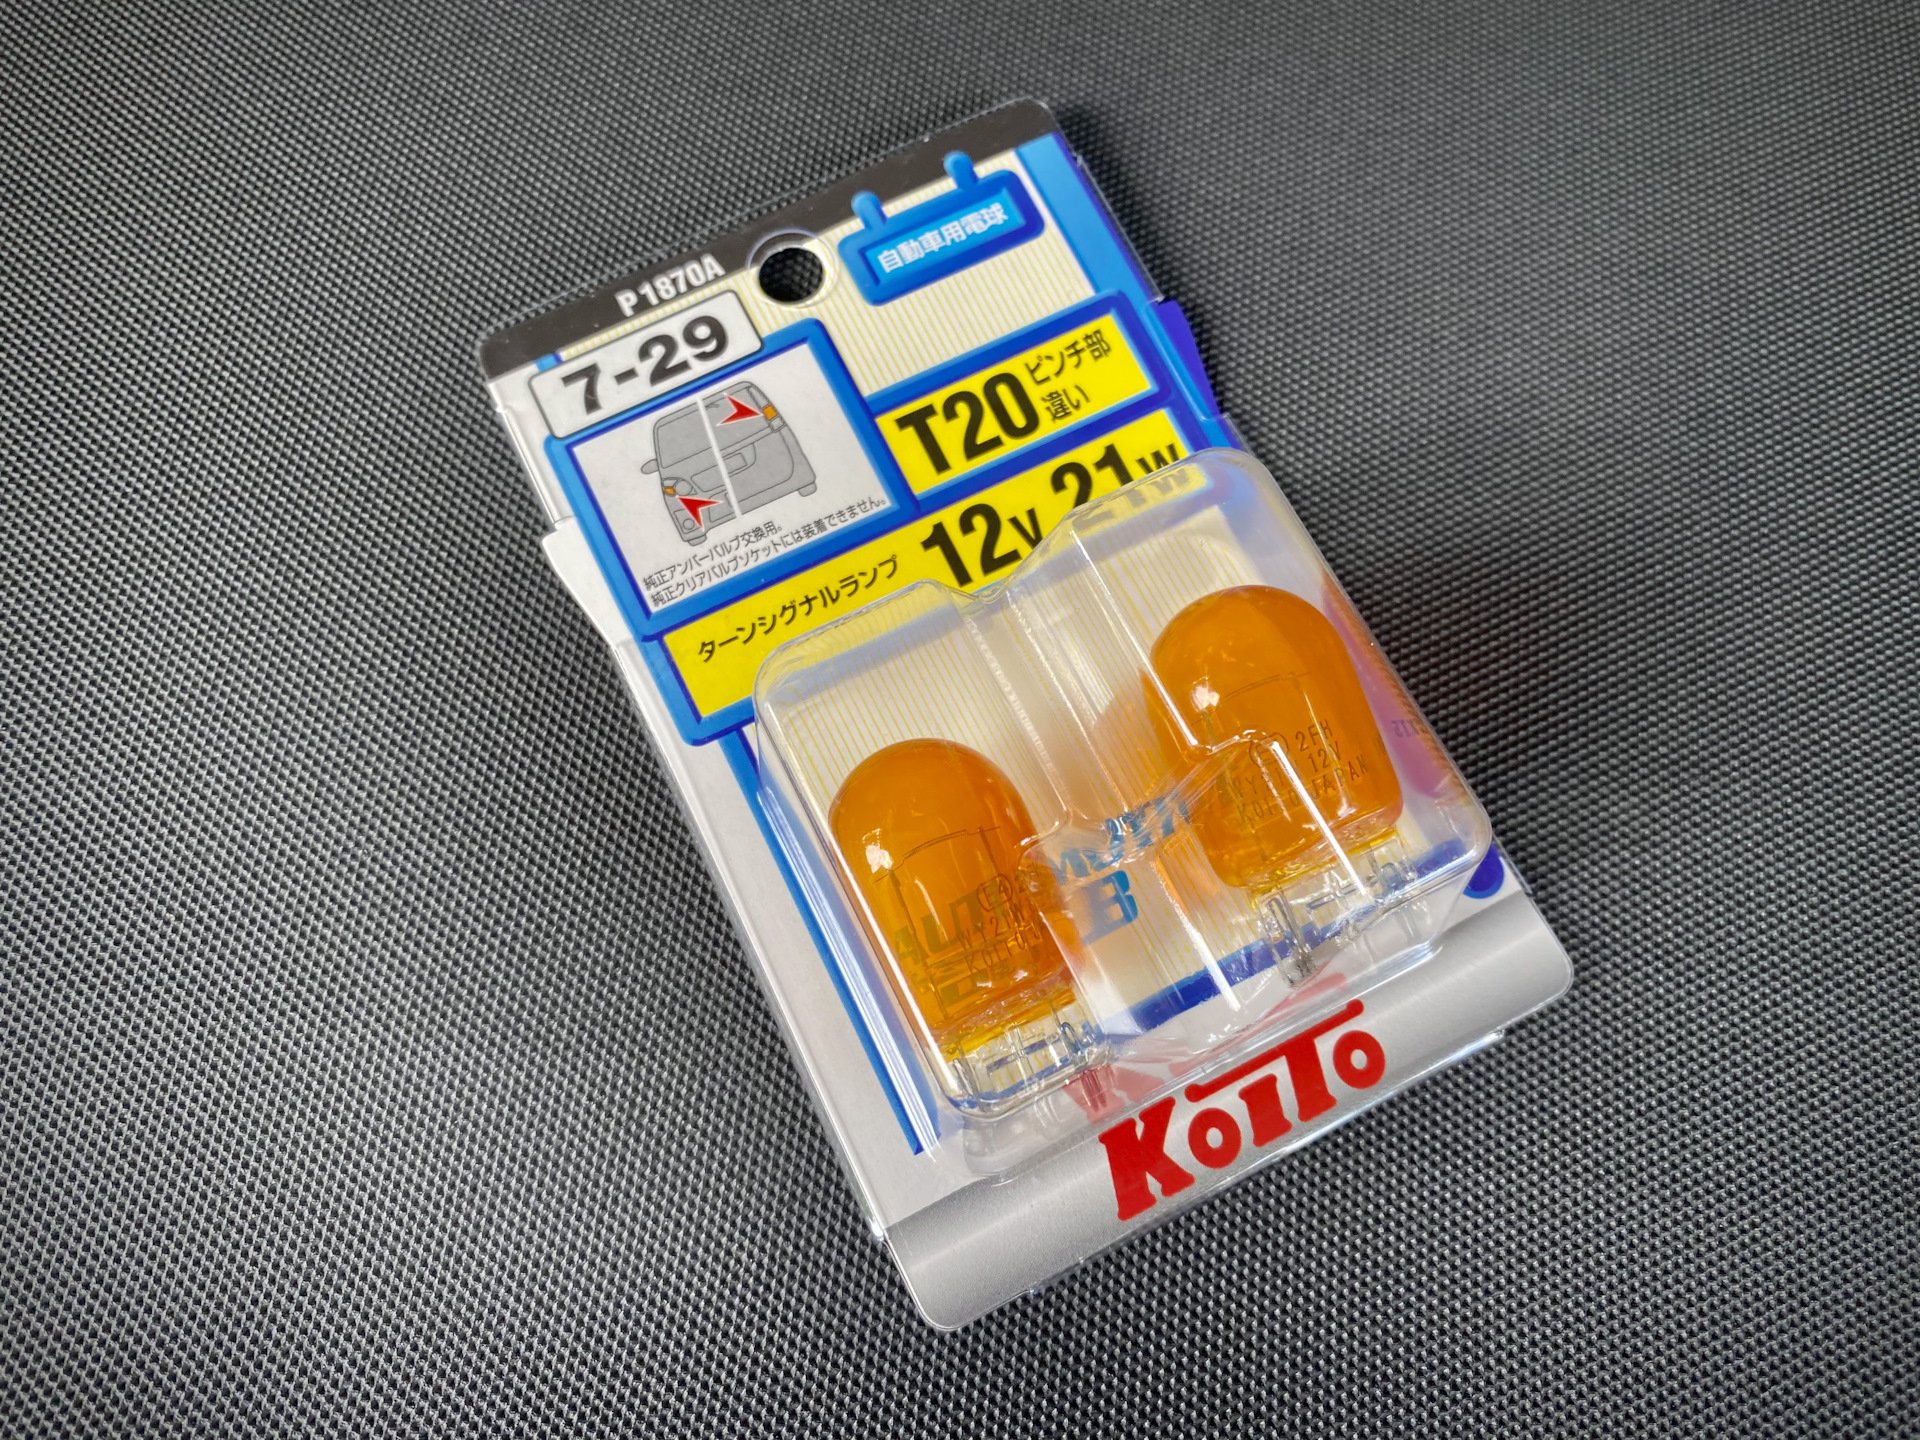 P1870A
自動車用電球
7-29
T20 ピンチ部
違い
純正アンバーバルブ交換用。
純正クリアバルブソケットには装着できません。
ターンシグナルランプ 12V 21W
2FH
12V
JAPAN
KOITO